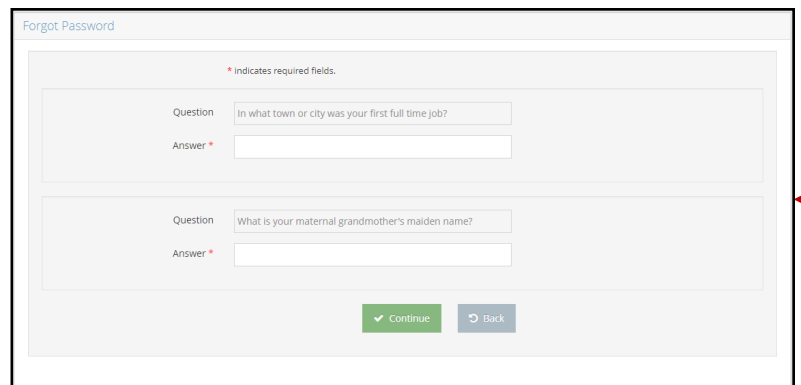 Forgot Password
* indicates required fields.
Question In what town or city was your first full time job?
Answer *
Question What is your maternal grandmother's maiden name?
Answer *
Continue Back